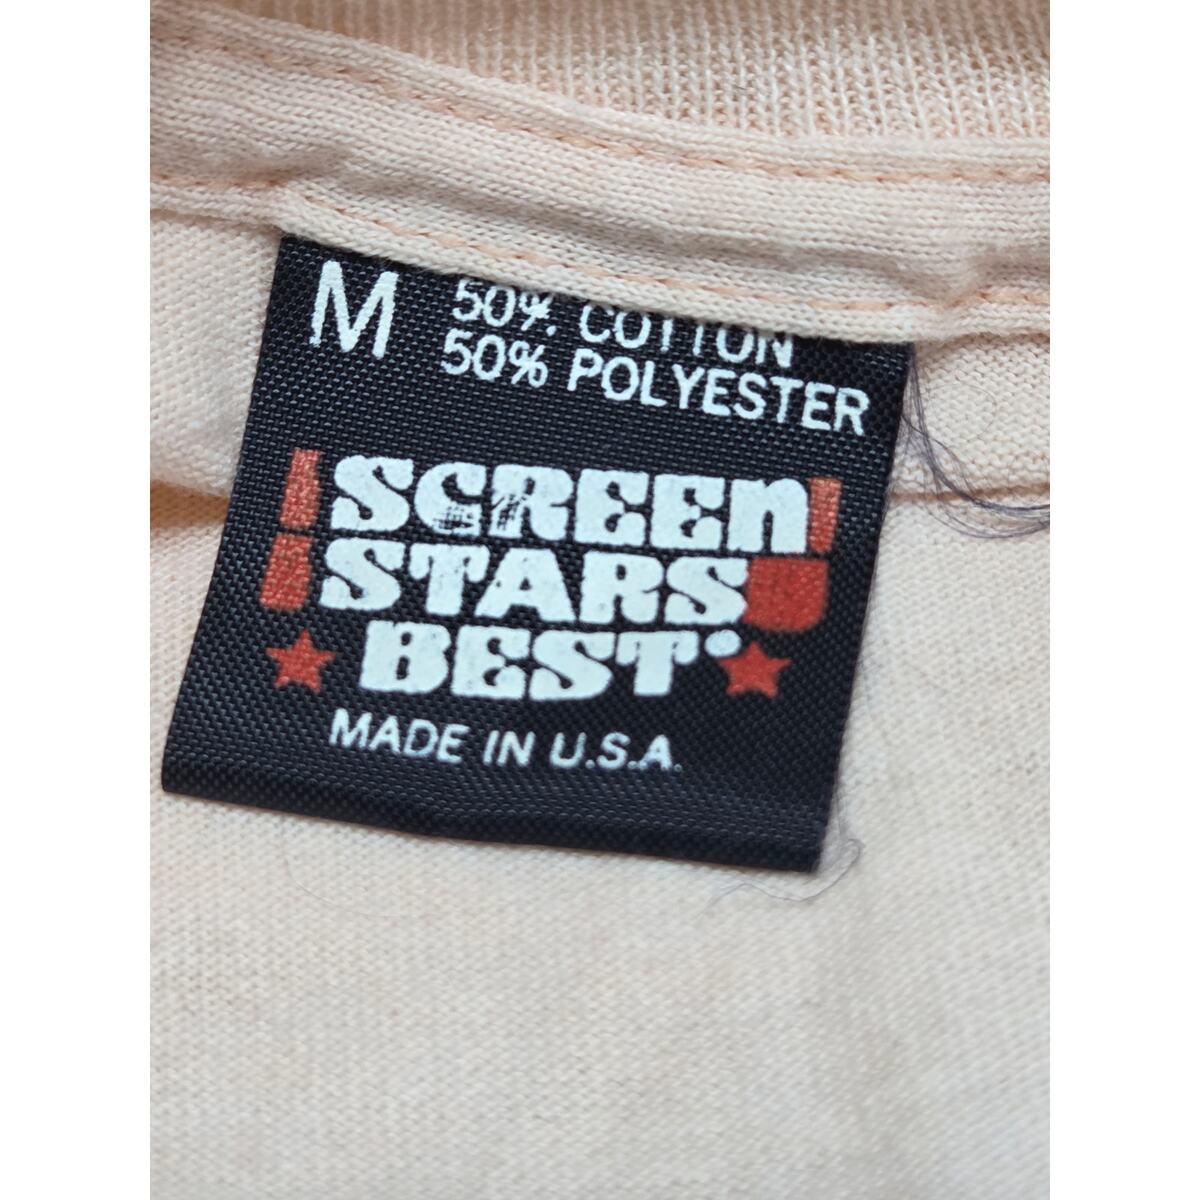 M
50% COTTON
50% POLYESTER
SCREEN
STARS
BEST®
MADE IN U.S.A.